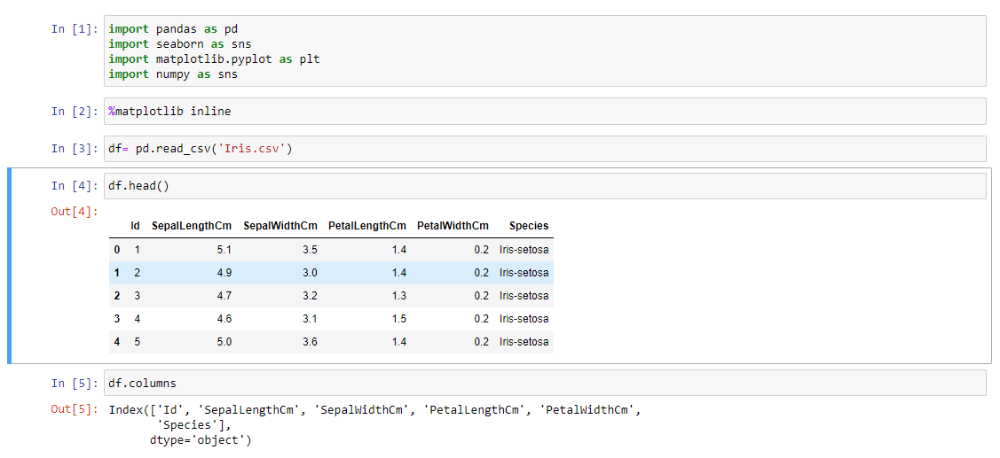 In [1]: import pandas as pd
import seaborn as sns
import matplotlib.pyplot as plt
import numpy as sns
In [2]: %matplotlib inline
In [3]: df= pd.read_csv('Iris.csv')
In [4]: df.head()
Out[4]:
Id SepalLengthCm SepalWidthCm PetalLengthCm PetalWidthCm Species
0 1 5.1 3.5 1.4 0.2 Iris-setosa
1 2 4.9 3.0 1.4 0.2 Iris-setosa
2 3 4.7 3.2 1.3 0.2 Iris-setosa
3 4 4.6 3.1 1.5 0.2 Iris-setosa
4 5 5.0 3.6 1.4 0.2 Iris-setosa
In [5]: df.columns
Out[5]: Index(['Id', 'SepalLengthCm', 'SepalWidthCm', 'PetalLengthCm', 'PetalWidthCm',
'Species'],
dtype='object')